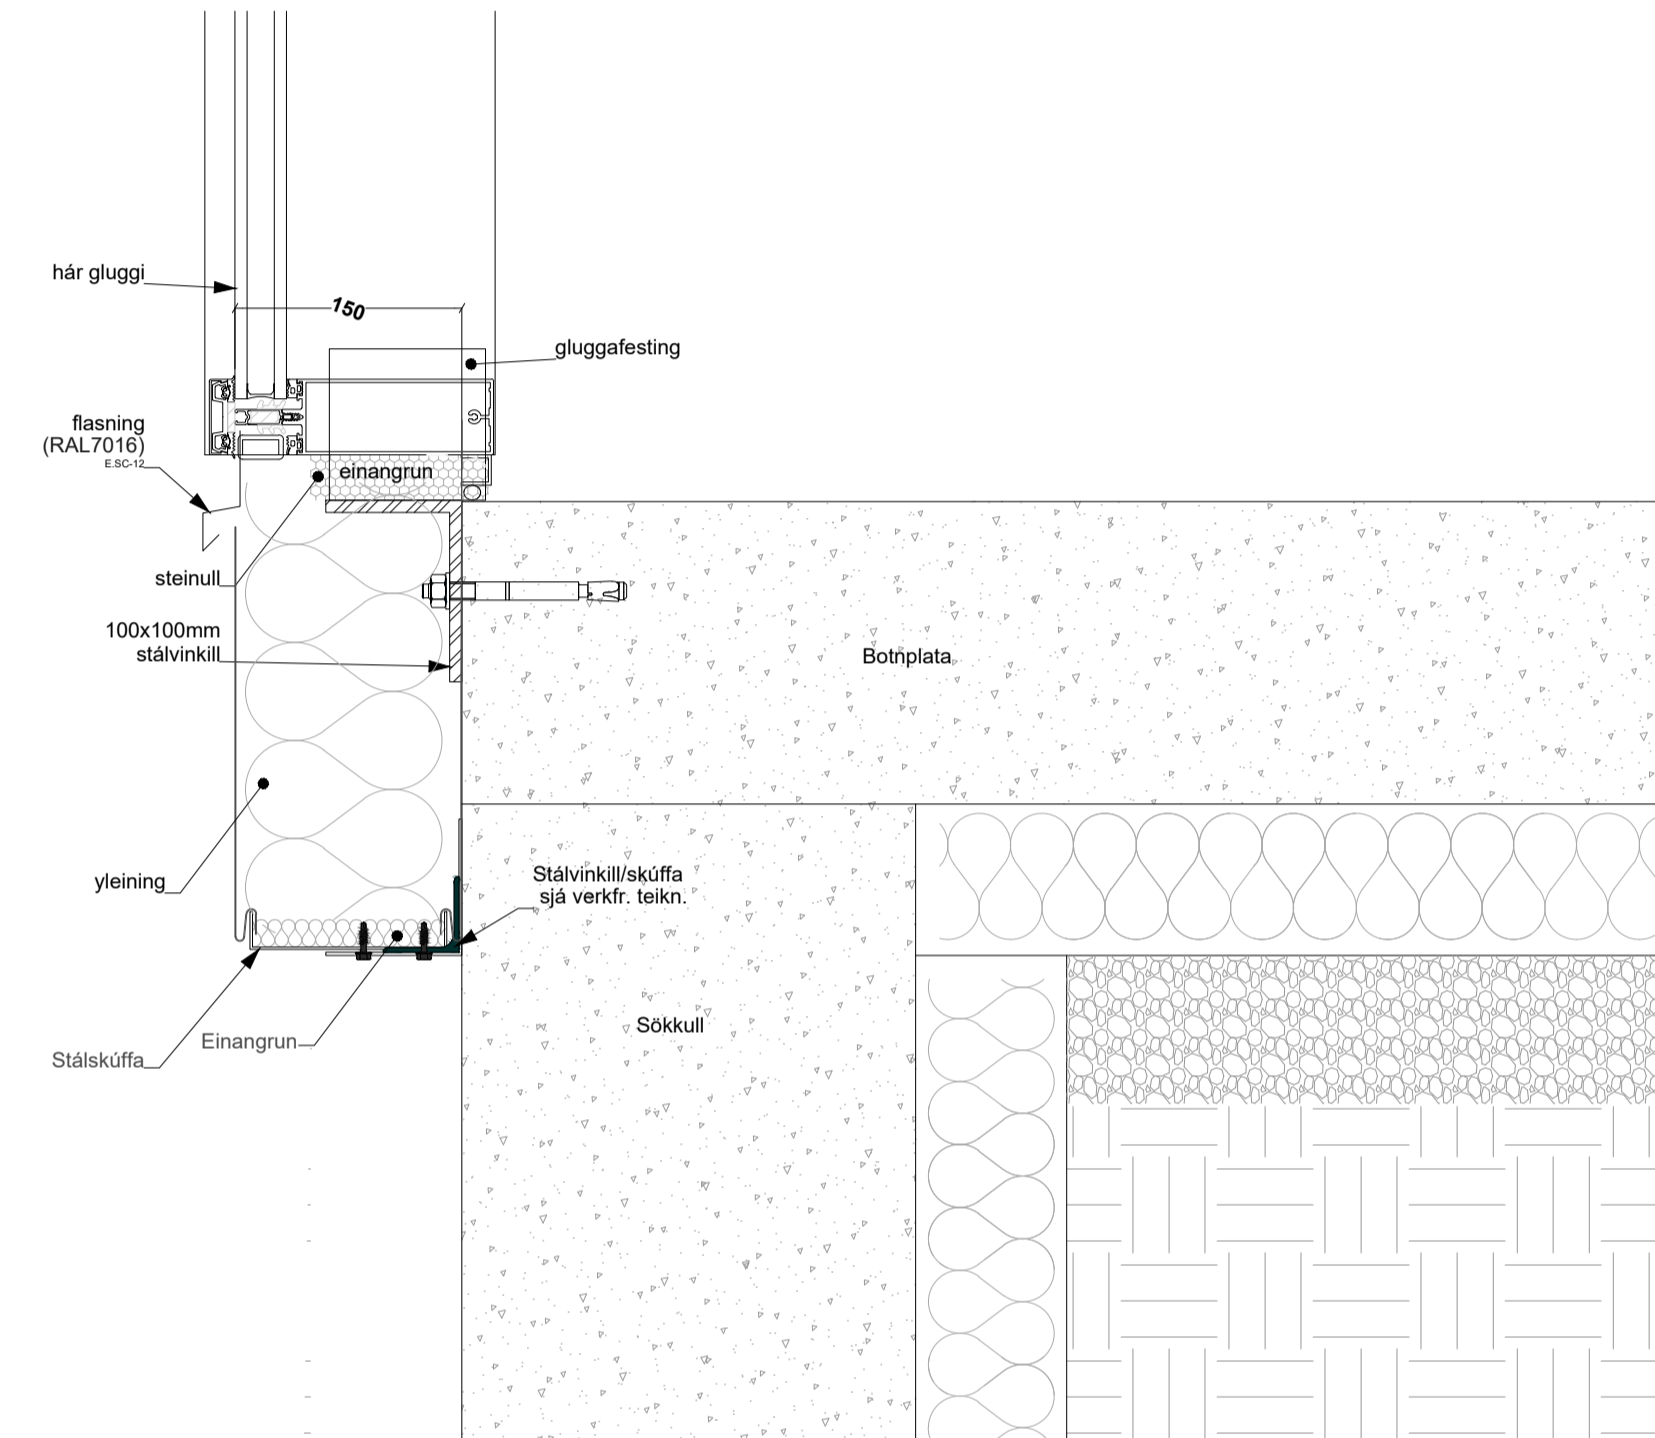 hár gluggi
150
gluggafesting
flasning
(RAL7016)
E.SC-12
einangrun
steinull
100x100mm
stálvinkill
Botnplata
yleining
Stálvinkill/skúffa
sjá verkfr. teikn.
Sökkull
Einangrun
Stálskúffa